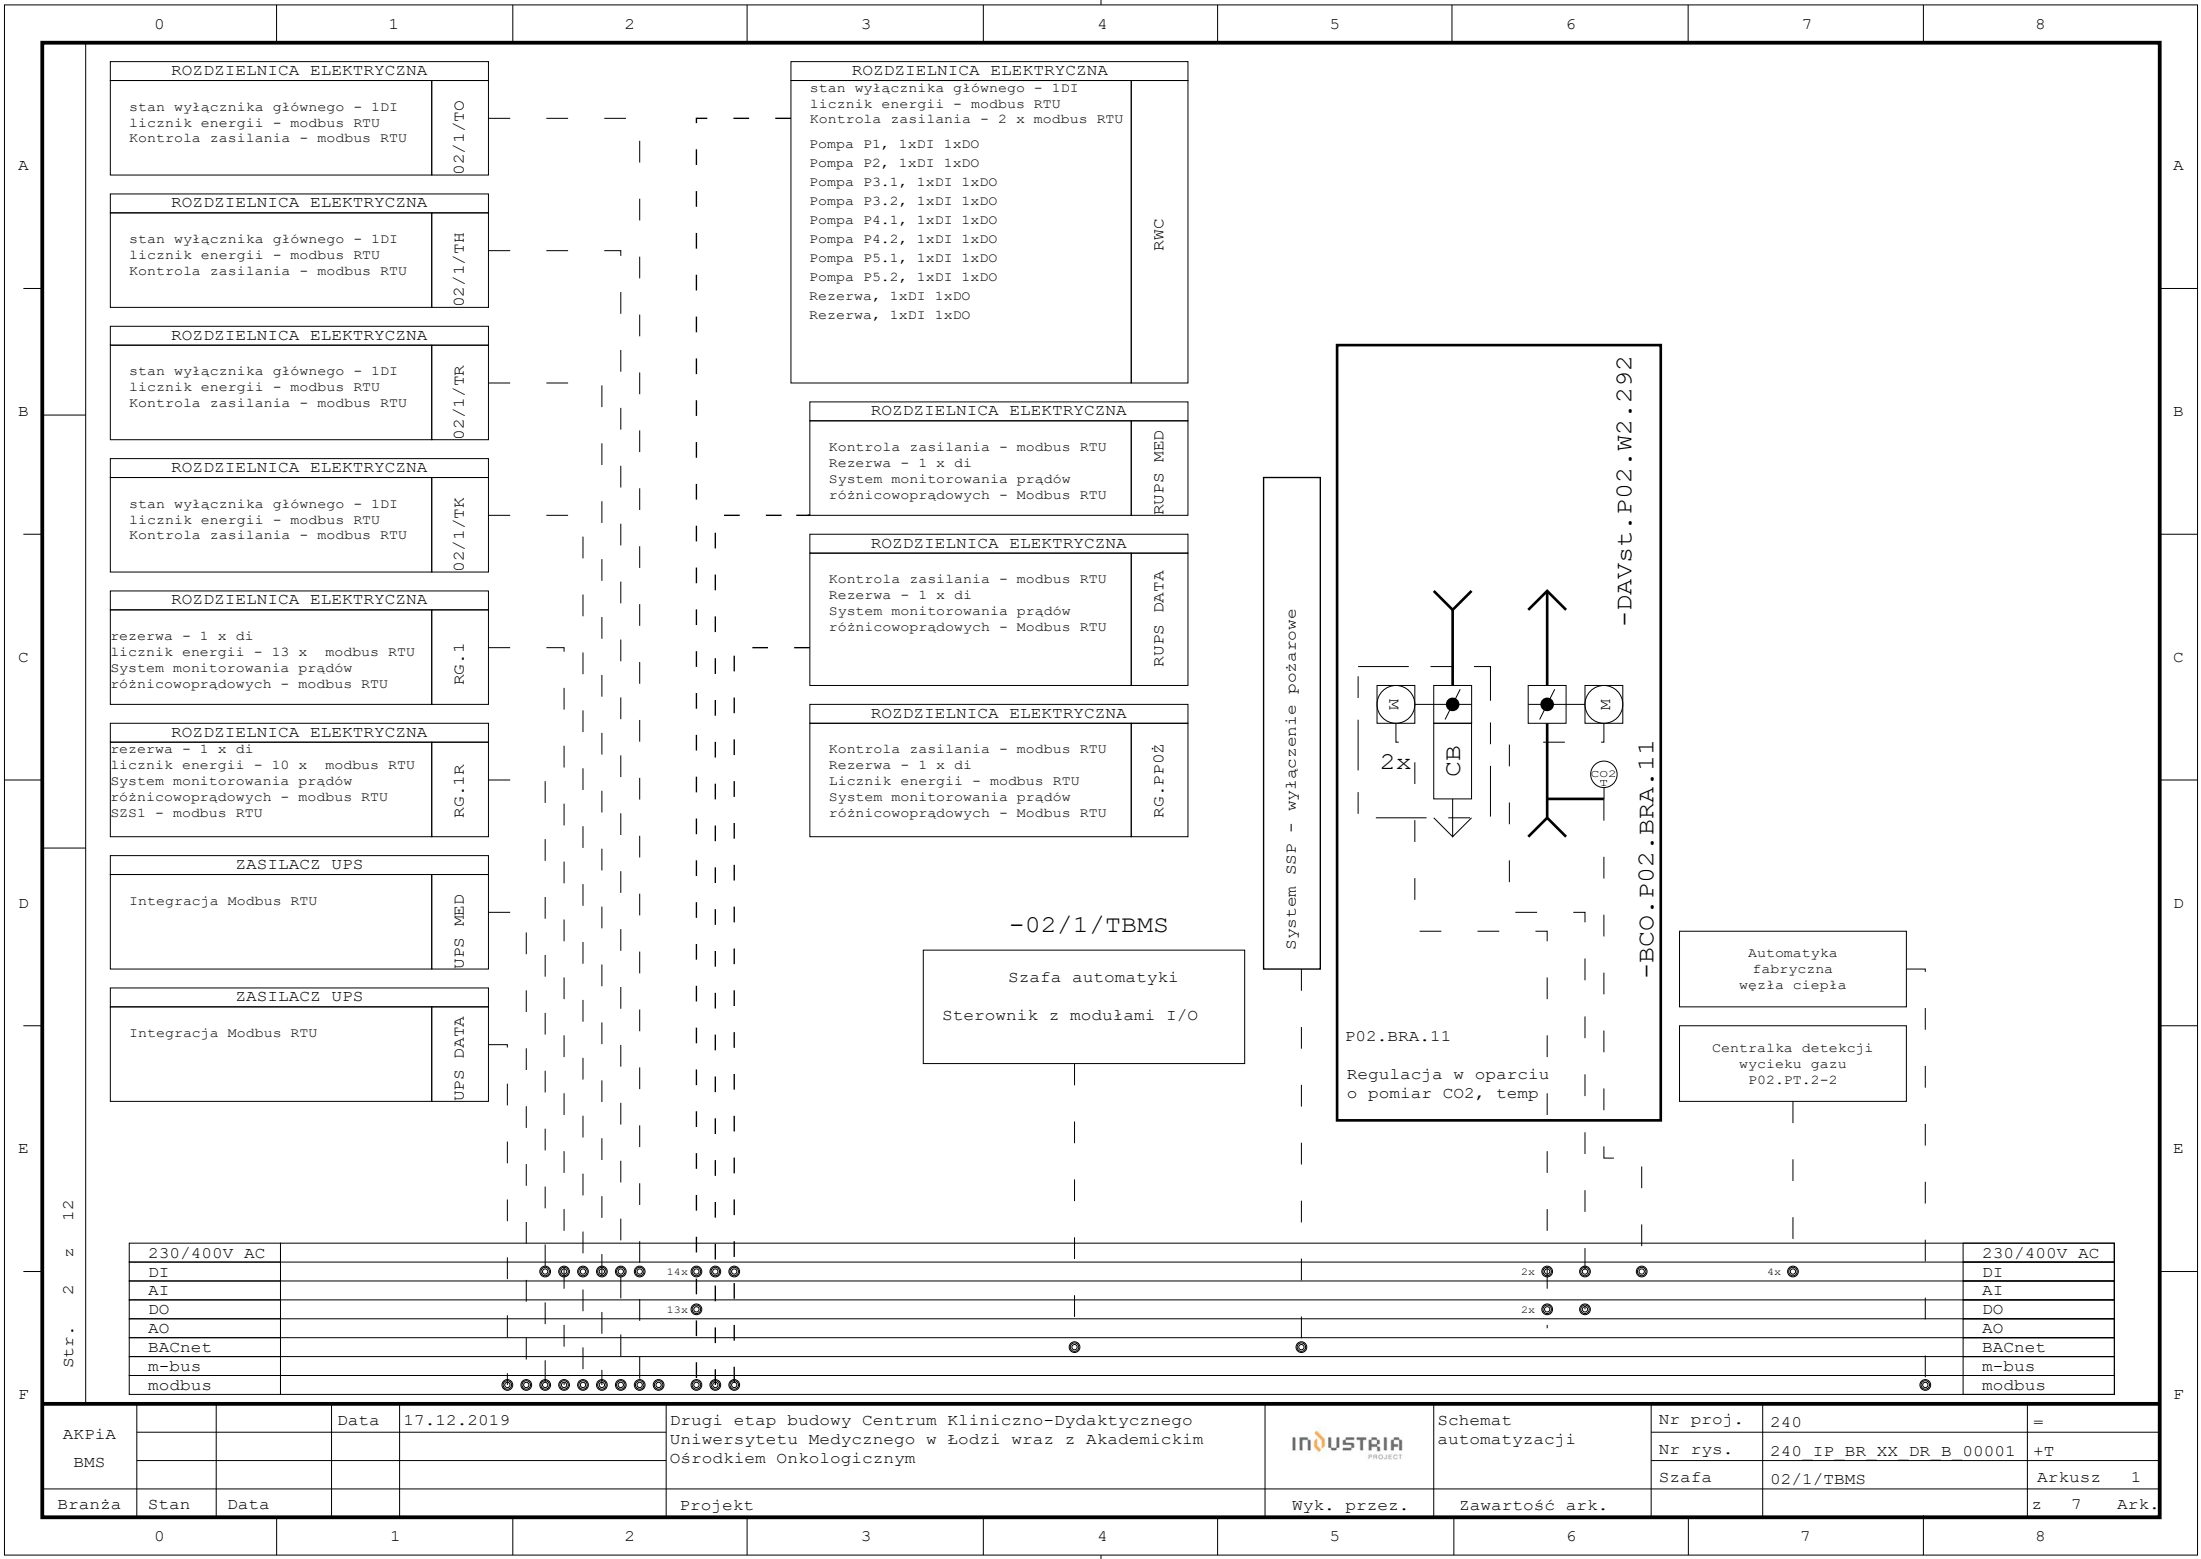 0 1 2 3 4 5 6 7 8
A
B
C
D
E
F
A
B
C
D
E
F
Str. 2 z 12
ROZDZIELNICA ELEKTRYCZNA
stan wyłącznika głównego - 1DI
licznik energii - modbus RTU
Kontrola zasilania - modbus RTU
02/1/TO
ROZDZIELNICA ELEKTRYCZNA
stan wyłącznika głównego - 1DI
licznik energii - modbus RTU
Kontrola zasilania - modbus RTU
02/1/TH
ROZDZIELNICA ELEKTRYCZNA
stan wyłącznika głównego - 1DI
licznik energii - modbus RTU
Kontrola zasilania - modbus RTU
02/1/TR
ROZDZIELNICA ELEKTRYCZNA
stan wyłącznika głównego - 1DI
licznik energii - modbus RTU
Kontrola zasilania - modbus RTU
02/1/TK
ROZDZIELNICA ELEKTRYCZNA
rezerwa - 1 x di
licznik energii - 13 x  modbus RTU
System monitorowania prądów
różnicowoprądowych - modbus RTU
RG.1
ROZDZIELNICA ELEKTRYCZNA
rezerwa - 1 x di
licznik energii - 10 x  modbus RTU
System monitorowania prądów
różnicowoprądowych - modbus RTU
SZS1 - modbus RTU
RG.1R
ZASILACZ UPS
Integracja Modbus RTU
UPS MED
ZASILACZ UPS
Integracja Modbus RTU
UPS DATA
ROZDZIELNICA ELEKTRYCZNA
stan wyłącznika głównego - 1DI
licznik energii - modbus RTU
Kontrola zasilania - 2 x modbus RTU
Pompa P1, 1xDI 1xDO
Pompa P2, 1xDI 1xDO
Pompa P3.1, 1xDI 1xDO
Pompa P3.2, 1xDI 1xDO
Pompa P4.1, 1xDI 1xDO
Pompa P4.2, 1xDI 1xDO
Pompa P5.1, 1xDI 1xDO
Pompa P5.2, 1xDI 1xDO
Rezerwa, 1xDI 1xDO
Rezerwa, 1xDI 1xDO
RWC
ROZDZIELNICA ELEKTRYCZNA
Kontrola zasilania - modbus RTU
Rezerwa - 1 x di
System monitorowania prądów
różnicowoprądowych - Modbus RTU
RUPS MED
ROZDZIELNICA ELEKTRYCZNA
Kontrola zasilania - modbus RTU
Rezerwa - 1 x di
System monitorowania prądów
różnicowoprądowych - Modbus RTU
RUPS DATA
ROZDZIELNICA ELEKTRYCZNA
Kontrola zasilania - modbus RTU
Rezerwa - 1 x di
Licznik energii - modbus RTU
System monitorowania prądów
różnicowoprądowych - Modbus RTU
RG.PP0Ż
-02/1/TBMS
Szafa automatyki
Sterownik z modułami I/O
System SSP - wyłączenie pożarowe
-DAVst.P02.W2.292
M
M
2x
CB
CO2
H
-BCO.P02.BRA.11
P02.BRA.11
Regulacja w oparciu
o pomiar CO2, temp
Automatyka
fabryczna
węzła ciepła
Centralka detekcji
wycieku gazu
P02.PT.2-2
230/400V AC 230/400V AC
DI 14x 2x 4x DI
AI AI
DO 13x 2x DO
AO AO
BACnet BACnet
m-bus m-bus
modbus modbus
AKPiA
BMS
Branża Stan Data
Data 17.12.2019
Drugi etap budowy Centrum Kliniczno-Dydaktycznego
Uniwersytetu Medycznego w Łodzi wraz z Akademickim
Ośrodkiem Onkologicznym
Projekt
INDUSTRIA
PROJECT
Wyk. przez.
Schemat
automatyzacji
Zawartość ark.
Nr proj. 240 =
Nr rys. 240_IP_BR_XX_DR_B_00001 +T
Szafa 02/1/TBMS Arkusz 1
z 7 Ark.
0 1 2 3 4 5 6 7 8